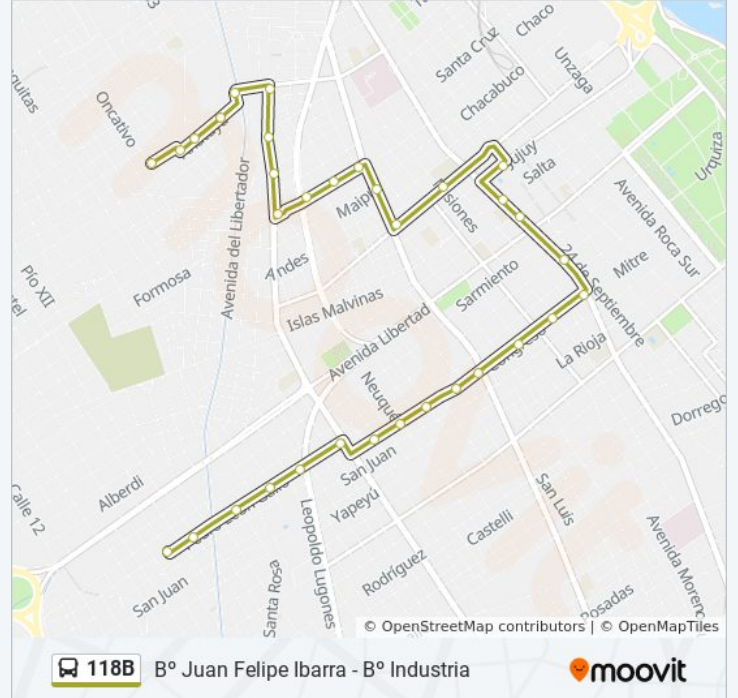 Chaco
Santa Cruz
Unzaga
Chacabuco
Oncativo
Jujuy
Salta
Urquiza
Avenida Roca Sur
Maipú
Misiones
Avenida del Libertador
24 de Septiembre
Mitre
Pío XII
Formosa
Andes
Sarmiento
Islas Malvinas
Avenida Libertad
La Rioja
Neuquén
Dorrego
San Juan
Alberdi
Calle 12
San Luis
Yapeyú
Leopoldo Lugones
Castelli
Avenida Moreno
Rodríguez
San Juan
Santa Rosa
Posadas
© OpenStreetMap contributors | © OpenMapTiles
118B Bº Juan Felipe Ibarra - Bº Industria
moovit